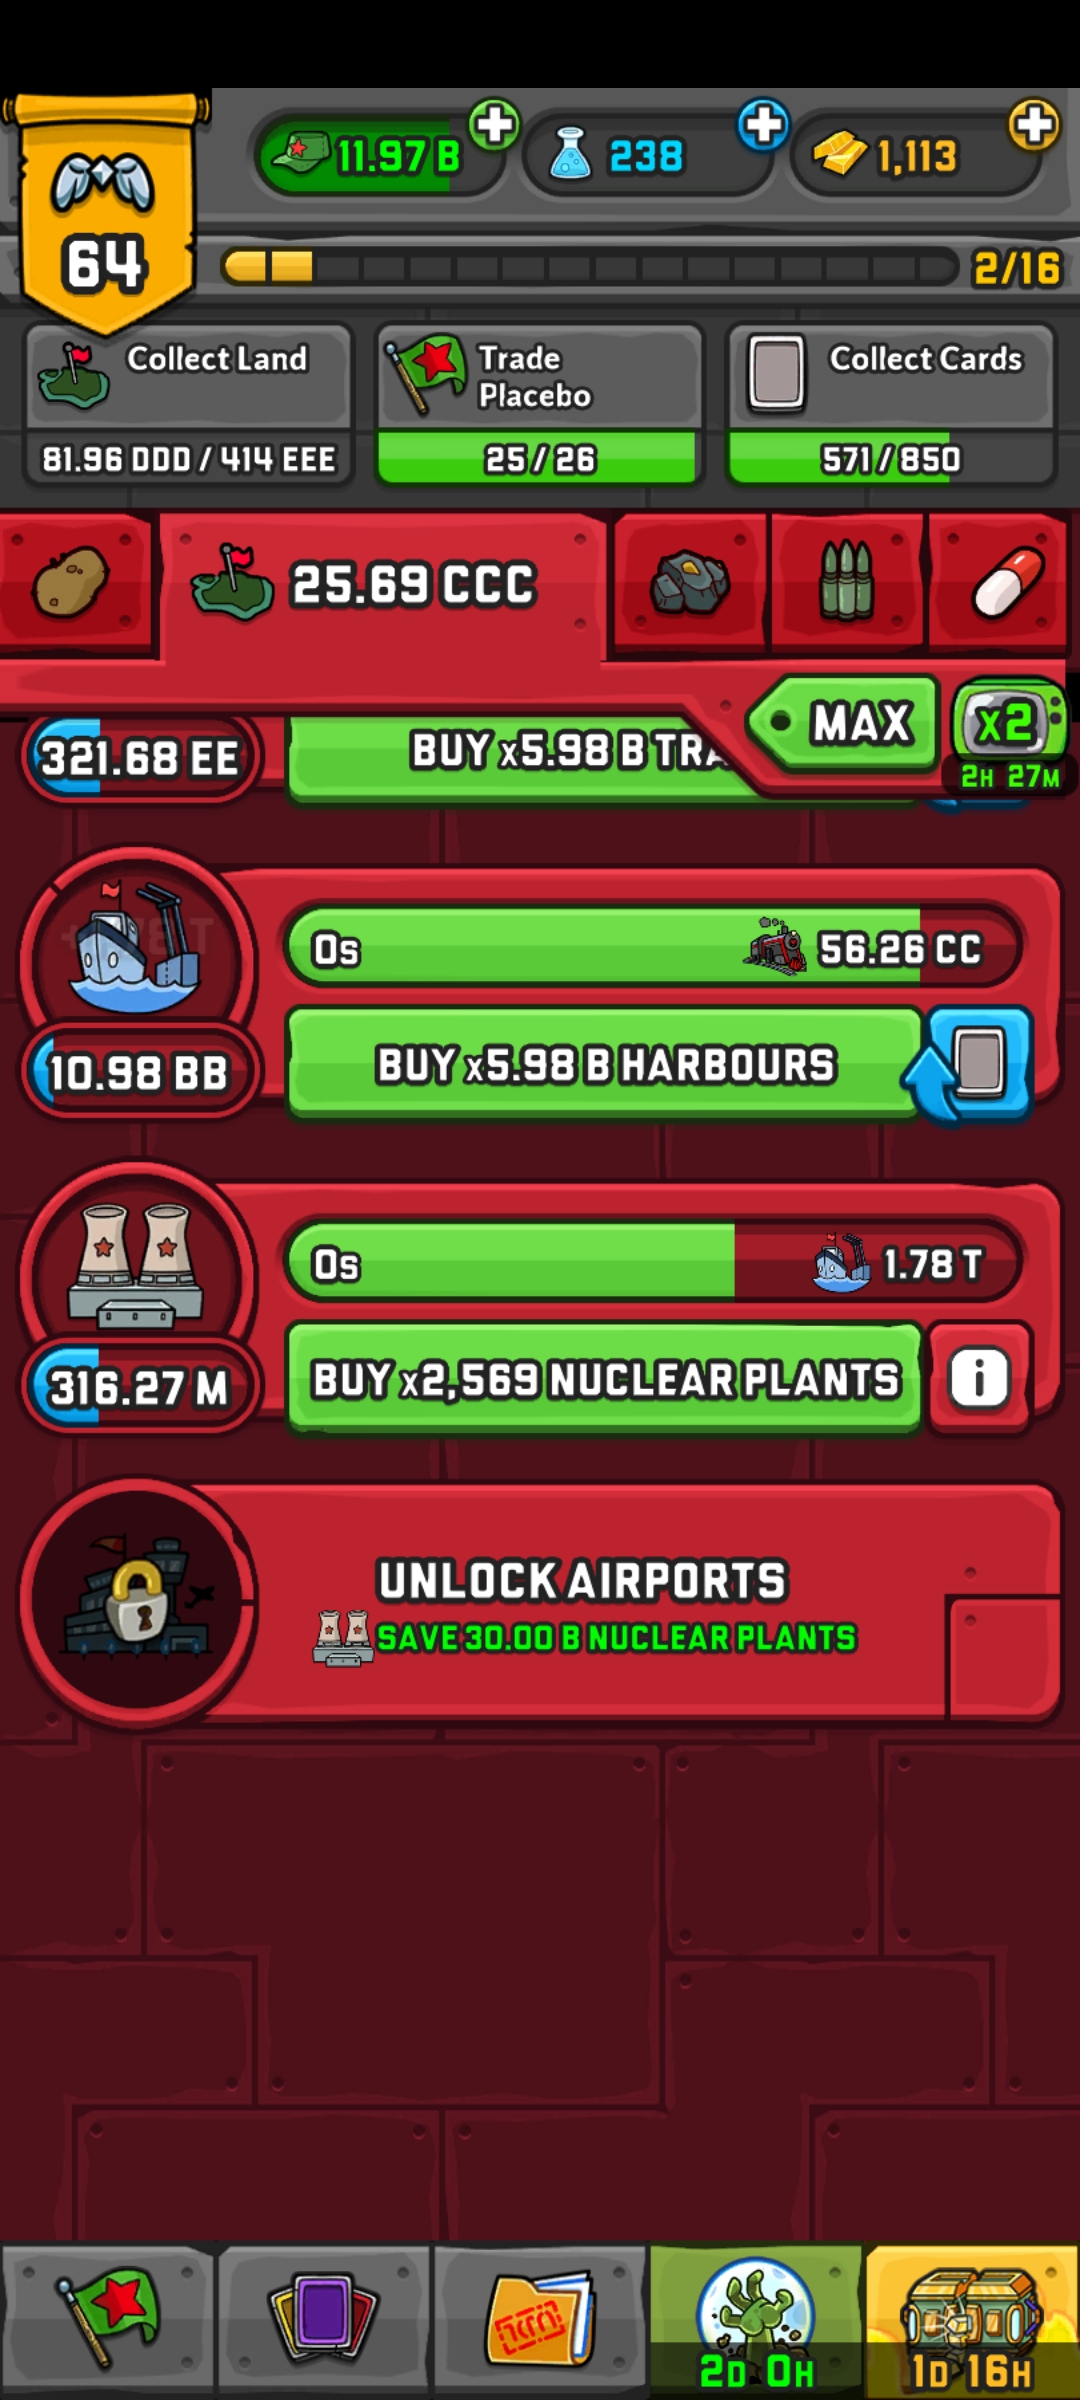 11.97 B
238
1,113
64
2/16
Collect Land
81.96 DDD / 414 EEE
Trade
Placebo
25 / 26
Collect Cards
571 / 850
25.69 CCC
MAX
x2
2H 27M
321.68 EE
BUY x5.98 B
0s
56.26 CC
10.98 BB
BUY x5.98 B HARBOURS
0s
1.78 T
316.27 M
BUY x2,569 NUCLEAR PLANTS
i
UNLOCK AIRPORTS
SAVE 30.00 B NUCLEAR PLANTS
2D 0H
1D 16H